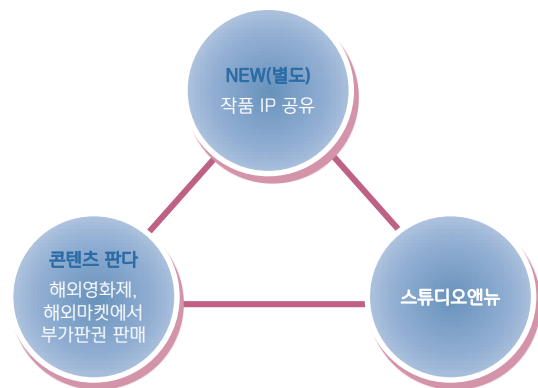 NEW(별도)
작품 IP 공유
콘텐츠 판다
해외영화제,
해외마켓에서
부가판권 판매
스튜디오앤뉴